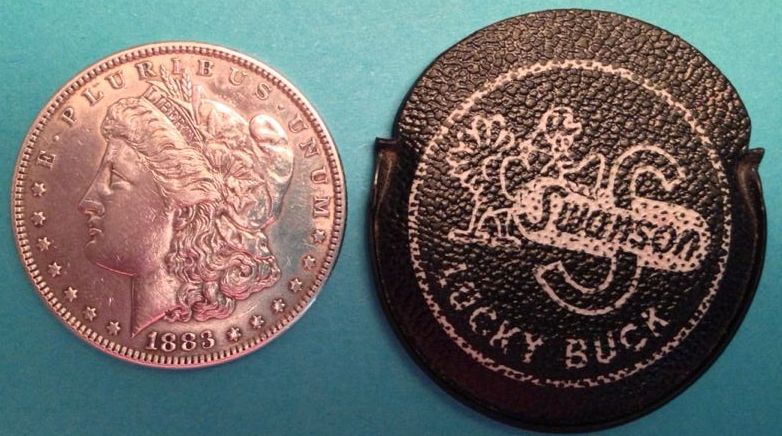 E · PLURIBUS · UNUM
LIBERTY
1883
S
SWANSON
LUCKY BUCK